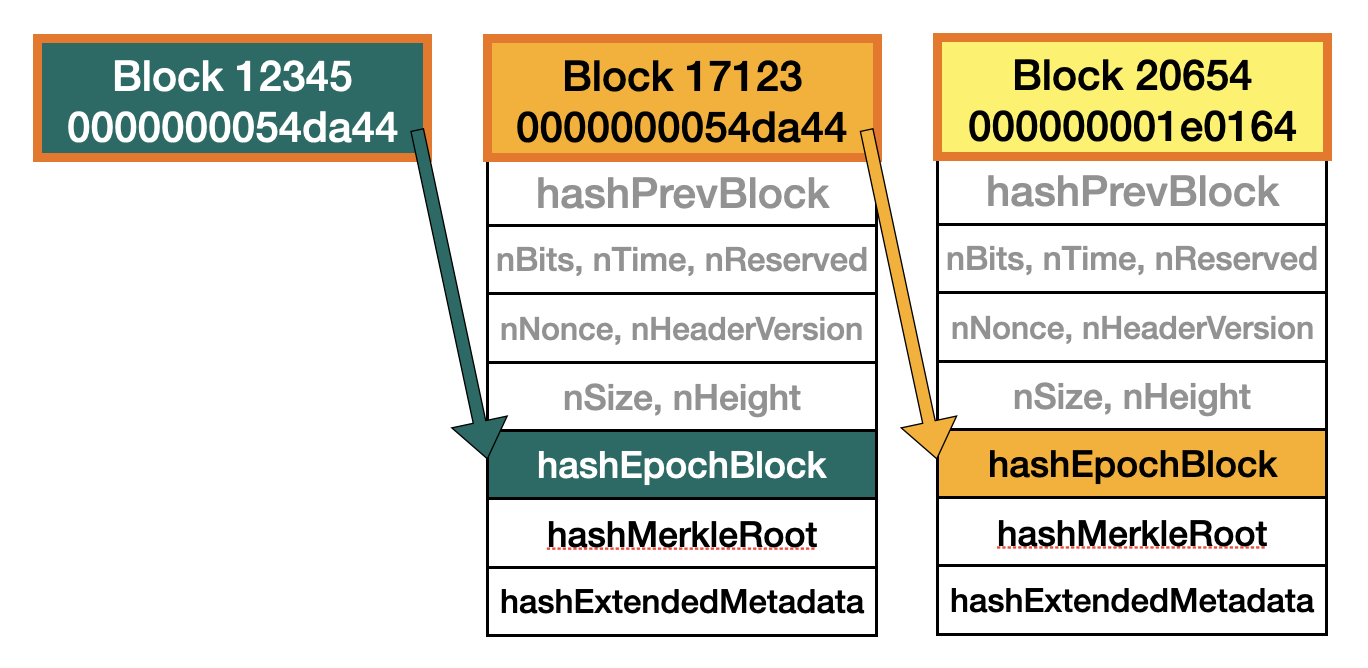 Block 12345
0000000054da44
Block 17123
0000000054da44
hashPrevBlock
nBits, nTime, nReserved
nNonce, nHeaderVersion
nSize, nHeight
hashEpochBlock
hashMerkleRoot
hashExtendedMetadata
Block 20654
000000001e0164
hashPrevBlock
nBits, nTime, nReserved
nNonce, nHeaderVersion
nSize, nHeight
hashEpochBlock
hashMerkleRoot
hashExtendedMetadata